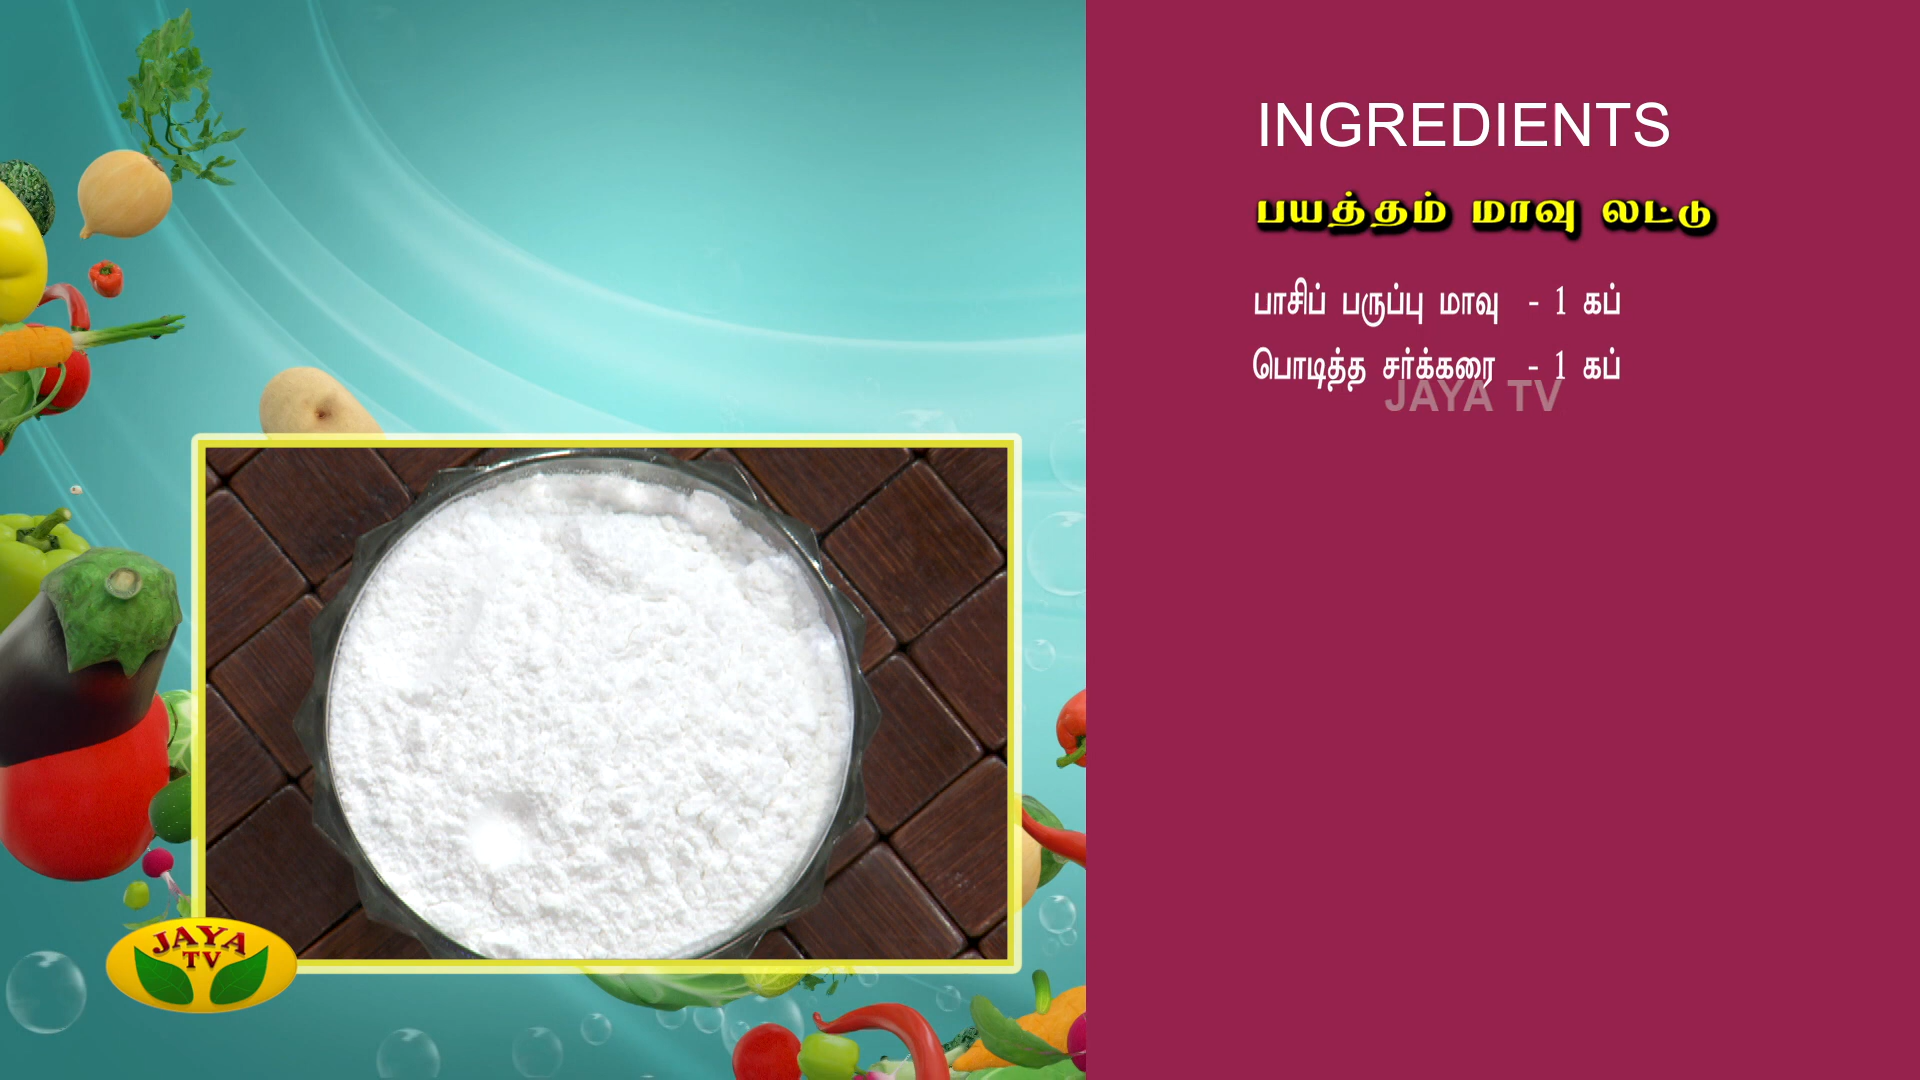 INGREDIENTS
பயத்தம் மாவு லட்டு
பாசிப் பருப்பு மாவு - 1 கப்
பொடித்த சர்க்கரை - 1 கப்
JAYA TV
JAYA
TV